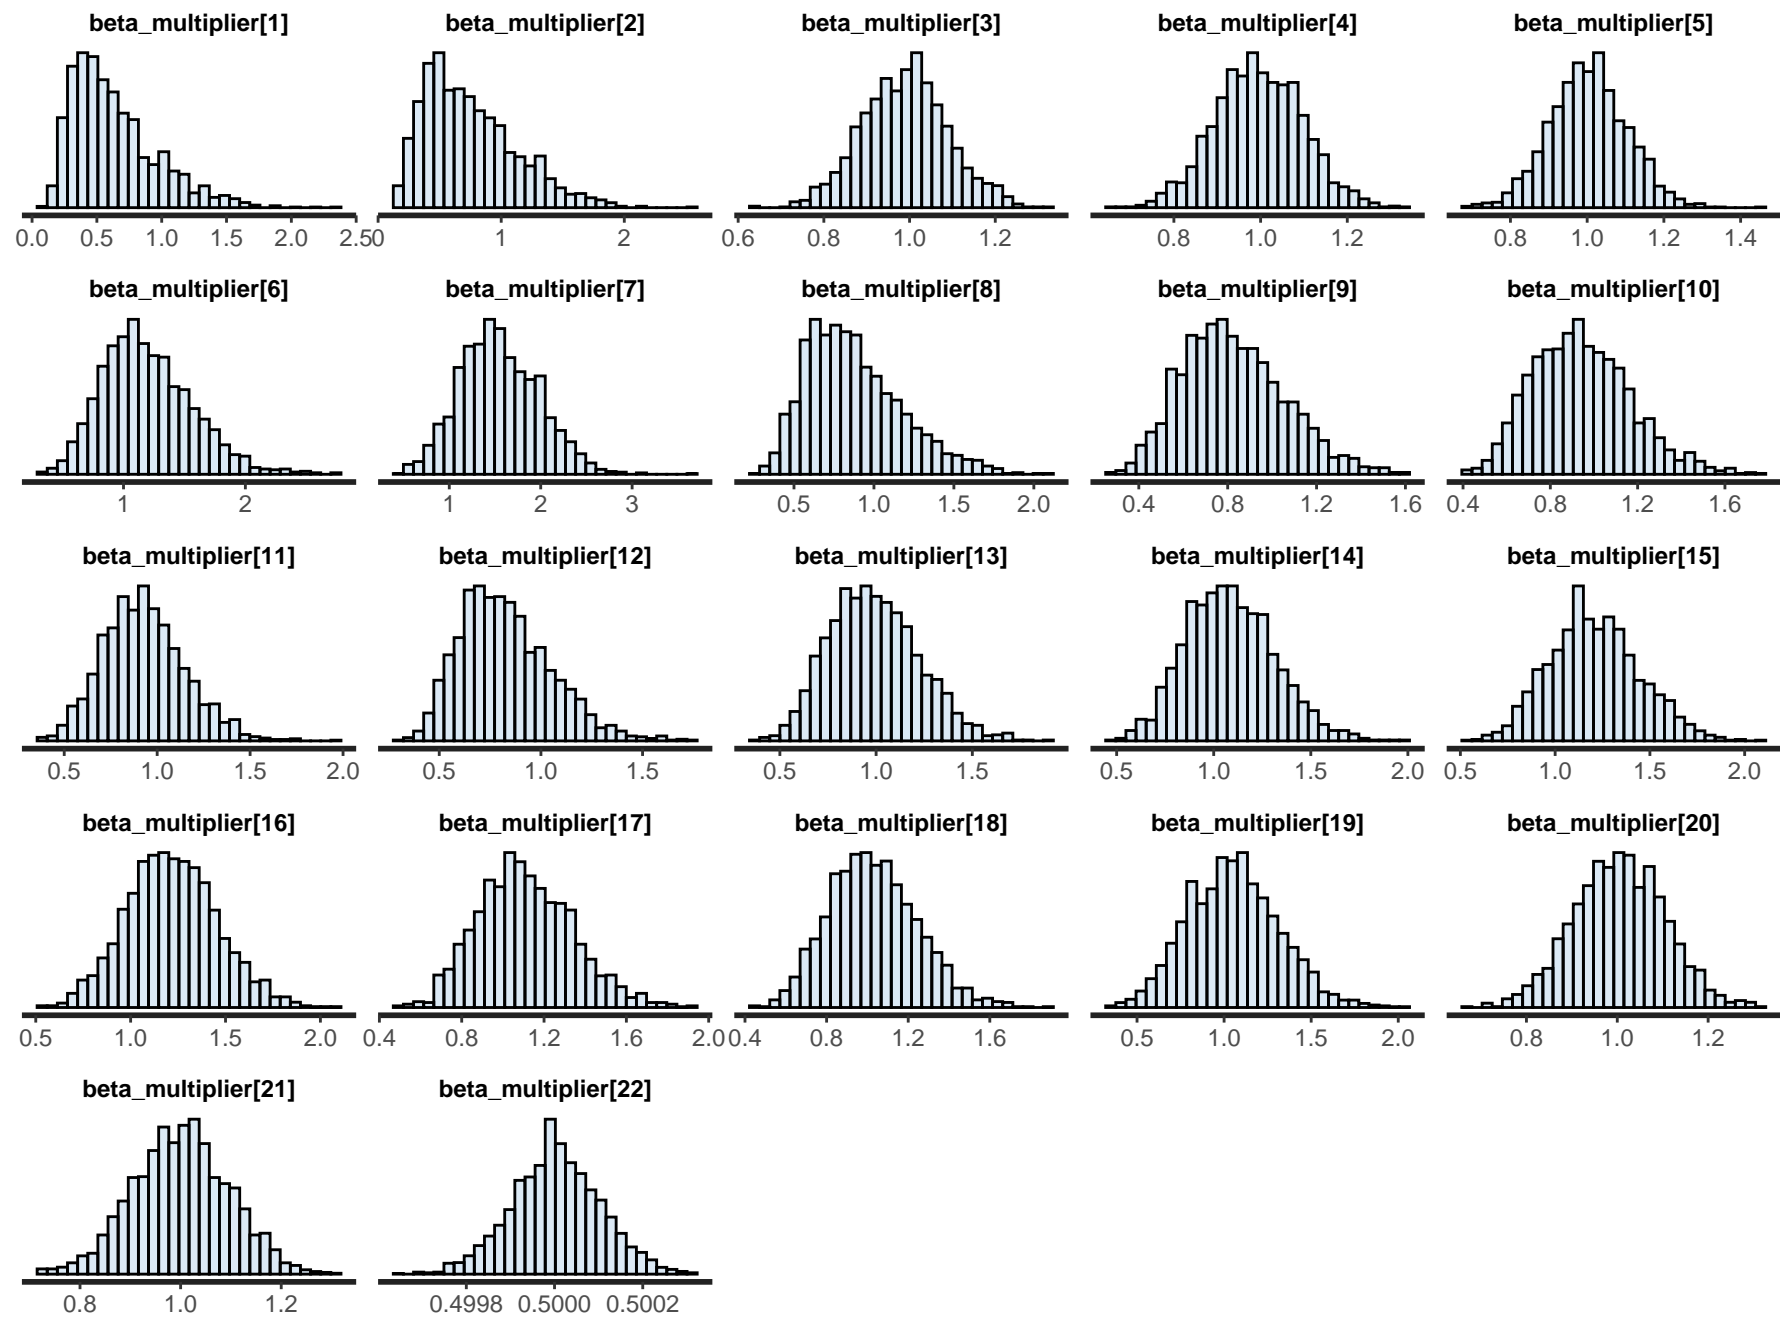 beta_multiplier[1] beta_multiplier[2] beta_multiplier[3] beta_multiplier[4] beta_multiplier[5]
0.0 0.5 1.0 1.5 2.0 2.5 0 1 2 0.6 0.8 1.0 1.2 0.8 1.0 1.2 0.8 1.0 1.2 1.4
beta_multiplier[6] beta_multiplier[7] beta_multiplier[8] beta_multiplier[9] beta_multiplier[10]
1 2 1 2 3 0.5 1.0 1.5 2.0 0.4 0.8 1.2 1.6 0.4 0.8 1.2 1.6
beta_multiplier[11] beta_multiplier[12] beta_multiplier[13] beta_multiplier[14] beta_multiplier[15]
0.5 1.0 1.5 2.0 0.5 1.0 1.5 0.5 1.0 1.5 0.5 1.0 1.5 2.0 0.5 1.0 1.5 2.0
beta_multiplier[16] beta_multiplier[17] beta_multiplier[18] beta_multiplier[19] beta_multiplier[20]
0.5 1.0 1.5 2.0 0.4 0.8 1.2 1.6 2.0 0.4 0.8 1.2 1.6 0.5 1.0 1.5 2.0 0.8 1.0 1.2
beta_multiplier[21] beta_multiplier[22]
0.8 1.0 1.2 0.4998 0.5000 0.5002